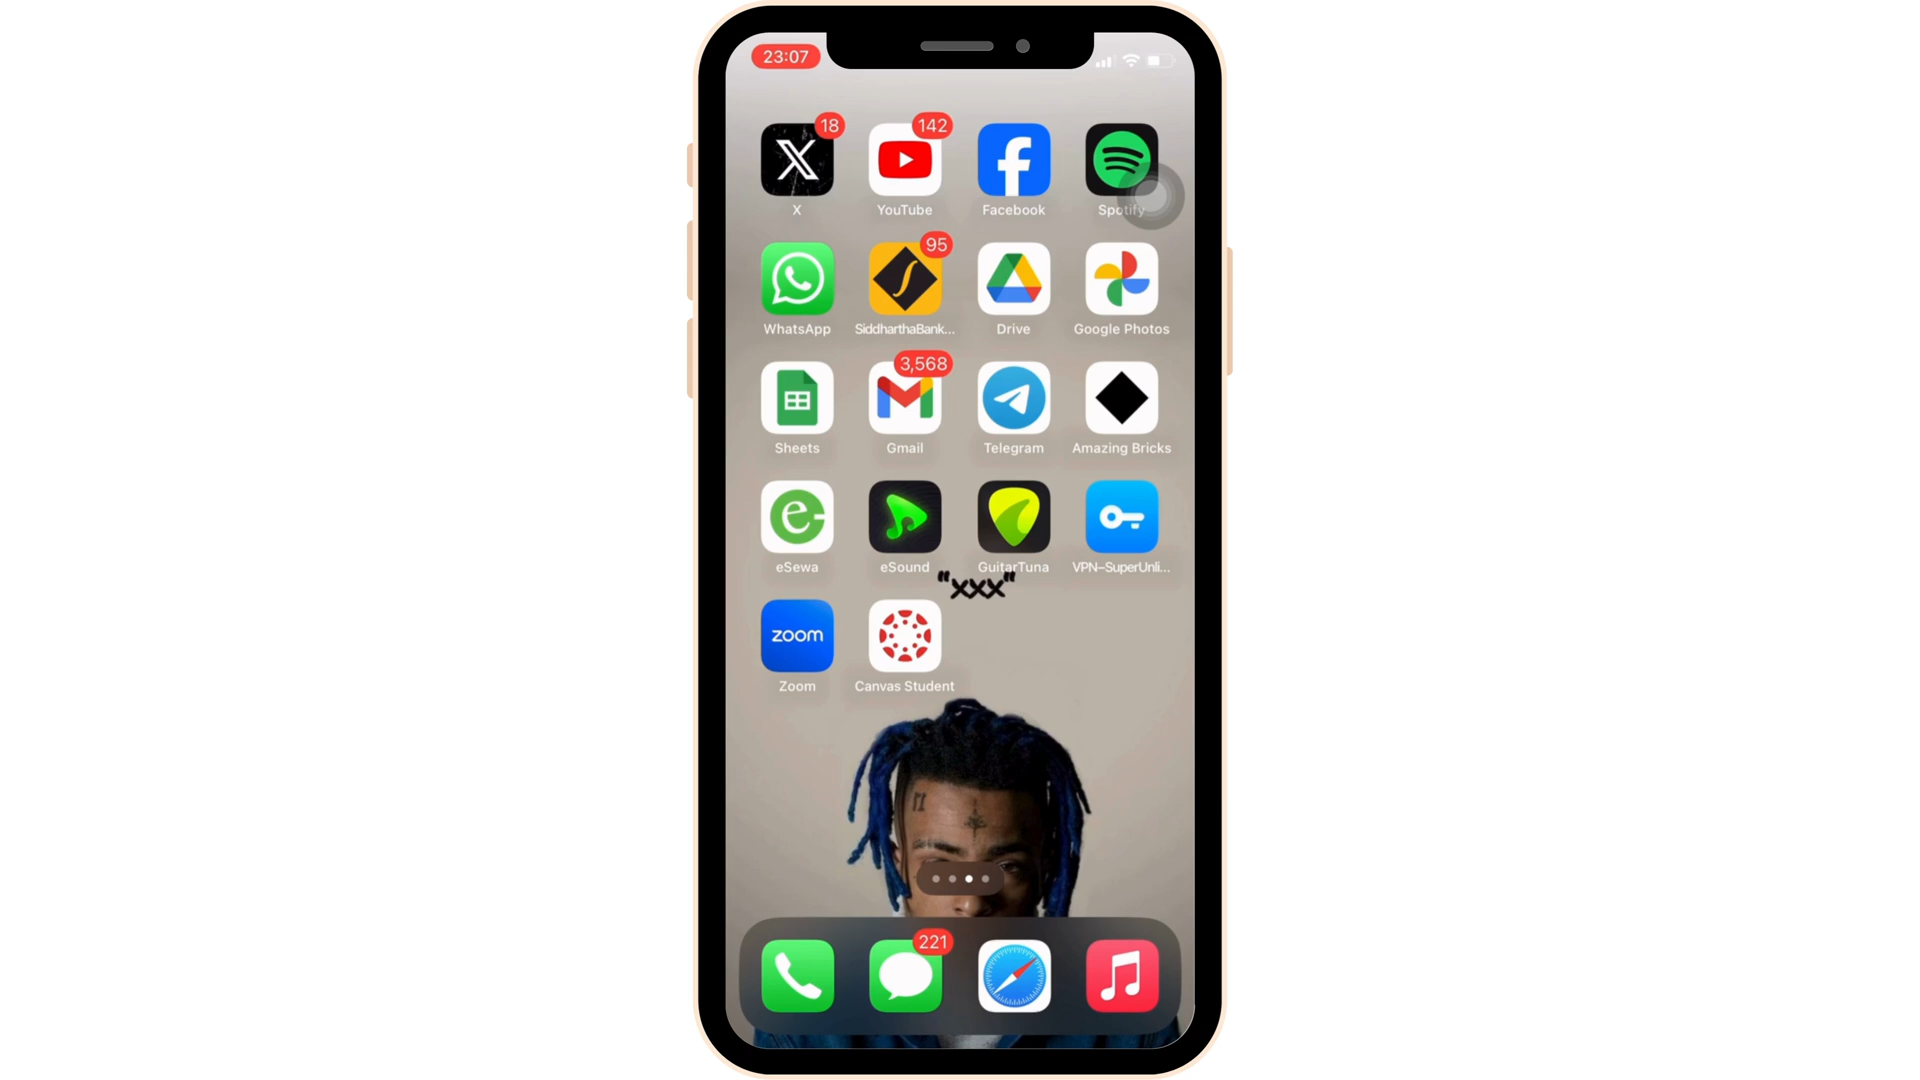 23:07
18 142
X YouTube Facebook Spotify
95
WhatsApp SiddharthaBank... Drive Google Photos
3,568
Sheets Gmail Telegram Amazing Bricks
eSewa eSound GuitarTuna VPN-SuperUnli...
"xxx"
zoom
Zoom Canvas Student
221